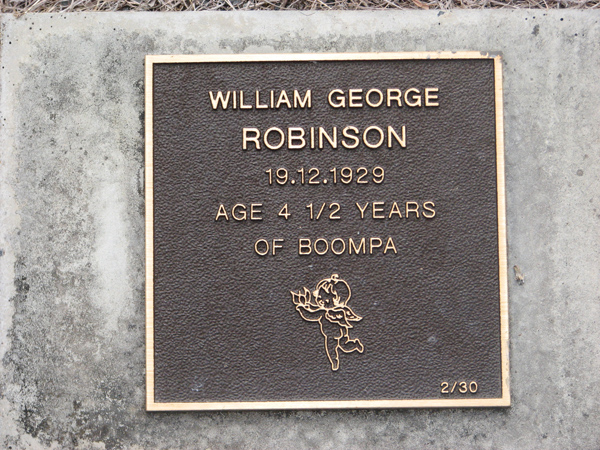 WILLIAM GEORGE
ROBINSON
19.12.1929
AGE 4 1/2 YEARS
OF BOOMPA
2/30